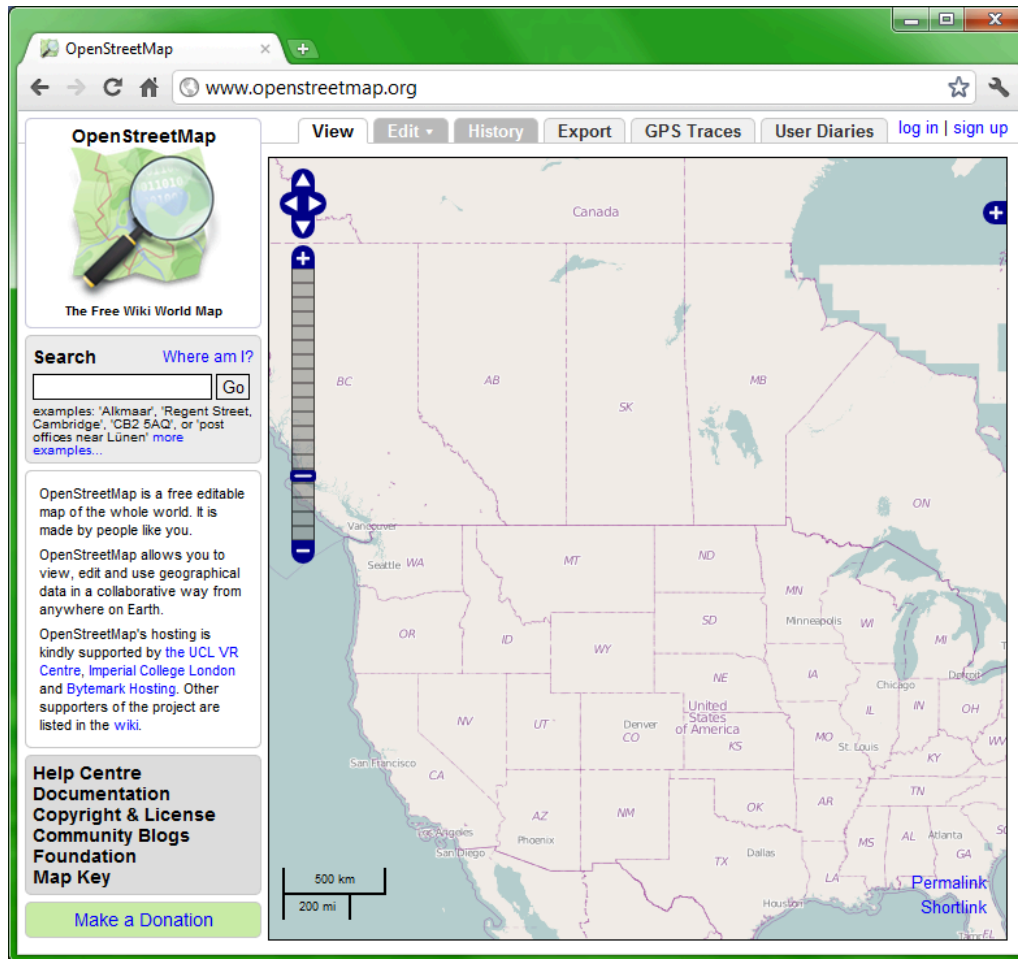 OpenStreetMap
www.openstreetmap.org
OpenStreetMap
View Edit History Export GPS Traces User Diaries log in | sign up
The Free Wiki World Map
Search Where am I?
Go
examples: 'Alkmaar', 'Regent Street,
Cambridge', 'CB2 5AQ', or 'post
offices near Lünen' more
examples...
OpenStreetMap is a free editable
map of the whole world. It is
made by people like you.
OpenStreetMap allows you to
view, edit and use geographical
data in a collaborative way from
anywhere on Earth.
OpenStreetMap's hosting is
kindly supported by the UCL VR
Centre, Imperial College London
and Bytemark Hosting. Other
supporters of the project are
listed in the wiki.
Help Centre
Documentation
Copyright & License
Community Blogs
Foundation
Map Key
Make a Donation
Canada
BC AB MB
SK
ON
Vancouver
Seattle WA MT ND
MN
OR ID SD Minneapolis WI MI
WY
NE IA Chicago Detroit
United
States
of America
NV UT Denver IL IN OH
CO KS MO St. Louis WV
San Francisco KY
CA
TN
AZ NM OK AR
Los Angeles Phoenix MS AL Atlanta SC
San Diego TX Dallas GA
LA
500 km
200 mi
Houston
Permalink
Shortlink
FL